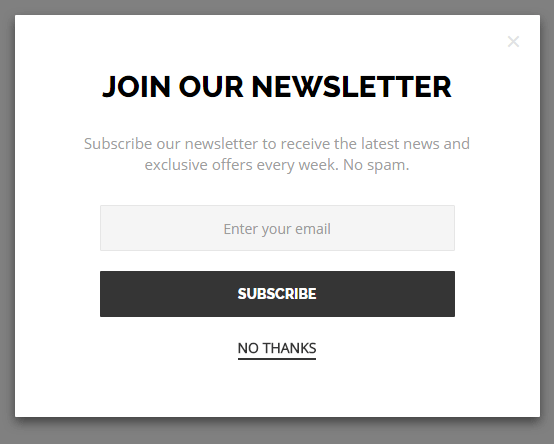 JOIN OUR NEWSLETTER
Subscribe our newsletter to receive the latest news and
exclusive offers every week. No spam.
Enter your email
SUBSCRIBE
NO THANKS